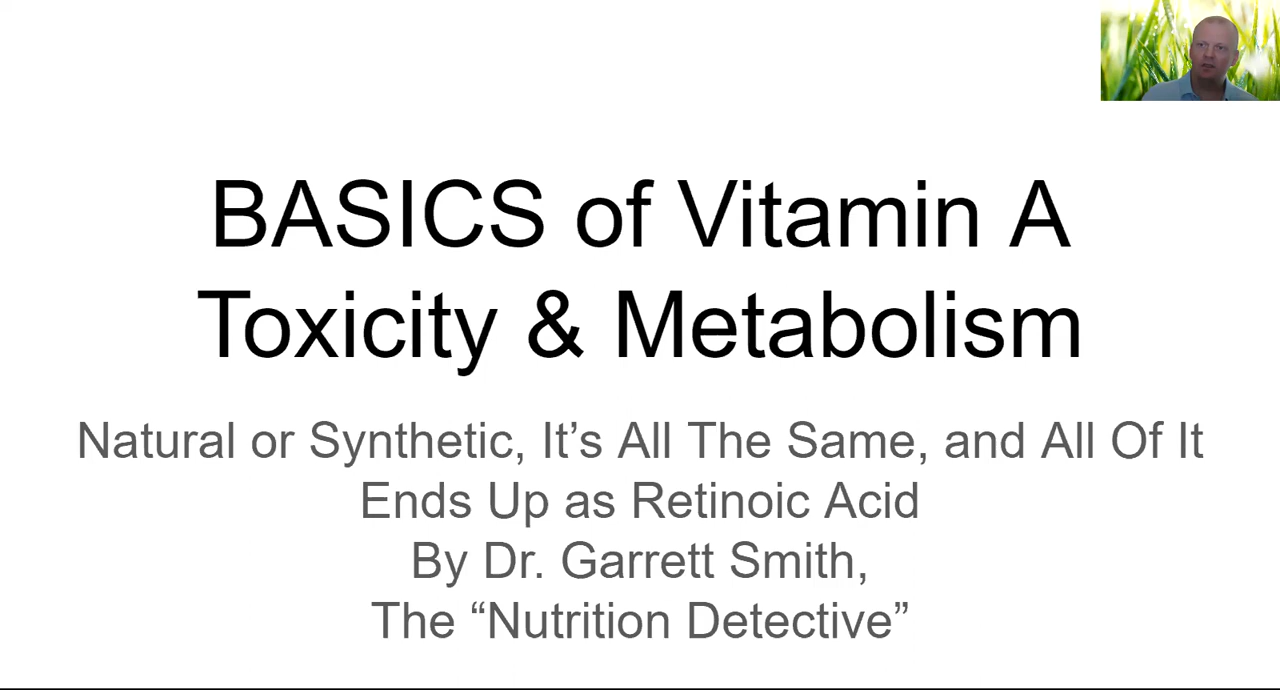 BASICS of Vitamin A
Toxicity & Metabolism
Natural or Synthetic, It’s All The Same, and All Of It
Ends Up as Retinoic Acid
By Dr. Garrett Smith,
The “Nutrition Detective”